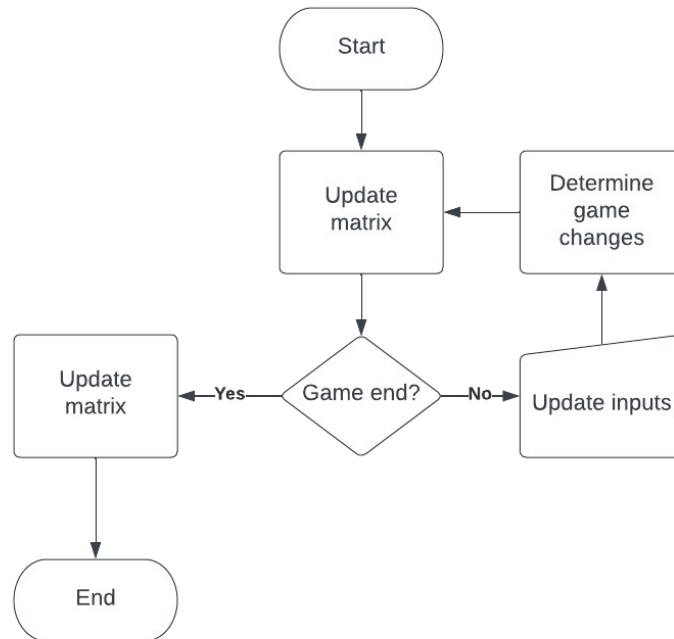 Start
Update
matrix
Determine
game
changes
Update
matrix
Yes
Game end?
No
Update inputs
End